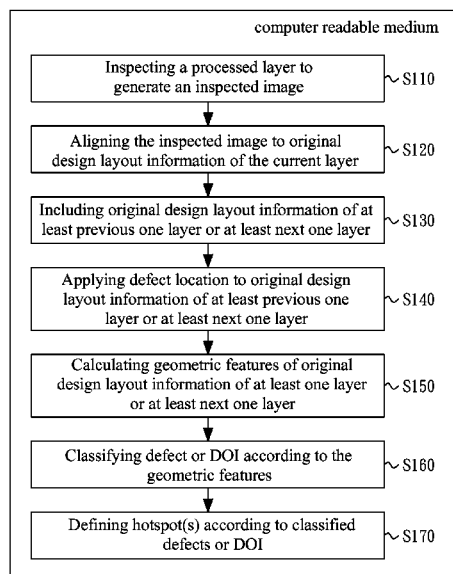 computer readable medium
Inspecting a processed layer to
generate an inspected image
S110
Aligning the inspected image to original
design layout information of the current layer
S120
Including original design layout information of at
least previous one layer or at least next one layer
S130
Applying defect location to original design
layout information of at least previous one
layer or at least next one layer
S140
Calculating geometric features of original
design layout information of at least one layer
or at least next one layer
S150
Classifying defect or DOI according to the
geometric features
S160
Defining hotspot(s) according to classified
defects or DOI
S170